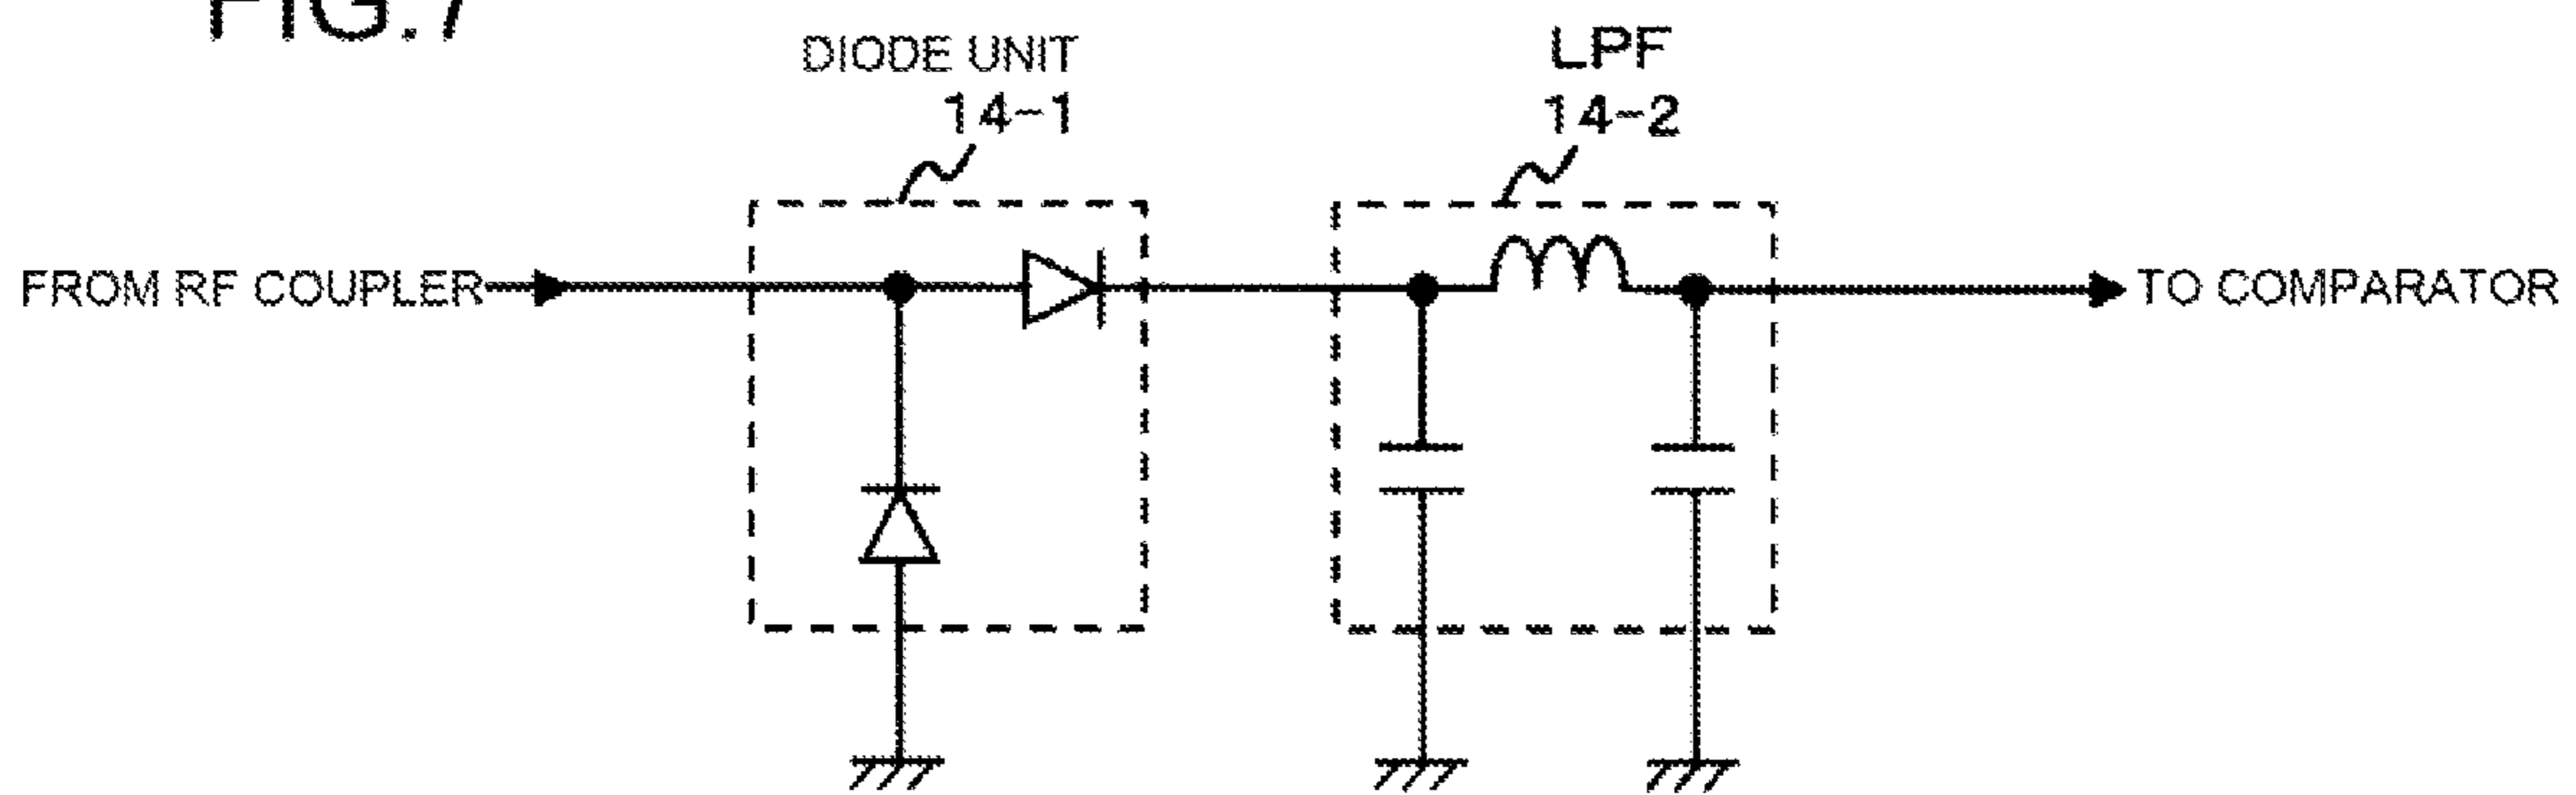 FIG.7
DIODE UNIT
14-1
LPF
14-2
FROM RF COUPLER
TO COMPARATOR